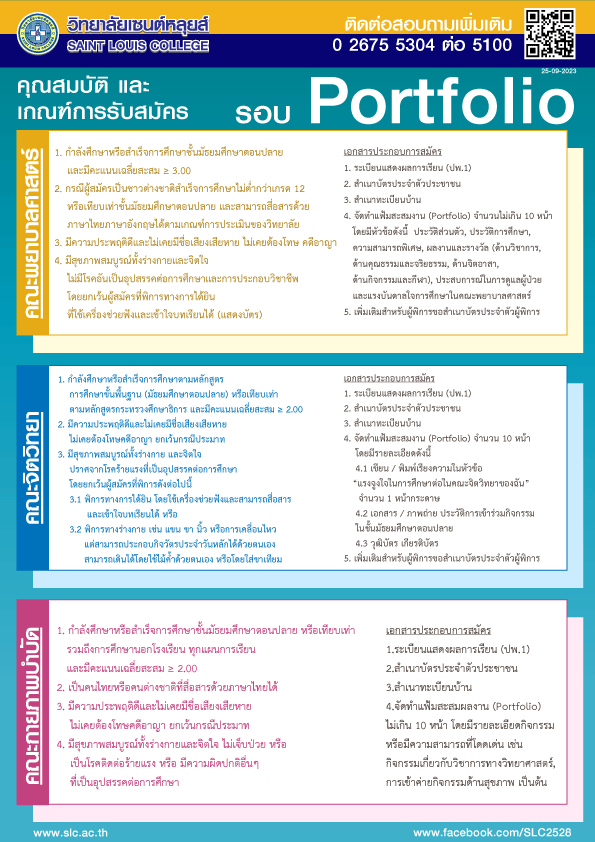 วิทยาลัยเซนต์หลุยส์
SAINT LOUIS COLLEGE
ติดต่อสอบถามเพิ่มเติม
0 2675 5304 ต่อ 5100
25-09-2023
คุณสมบัติ และ
เกณฑ์การรับสมัคร
รอบ Portfolio
คณะพยาบาลศาสตร์
1. กำลังศึกษาหรือสำเร็จการศึกษาชั้นมัธยมศึกษาตอนปลาย
และมีคะแนนเฉลี่ยสะสม ≥ 3.00
2. กรณีผู้สมัครเป็นชาวต่างชาติสำเร็จการศึกษาไม่ต่ำกว่าเกรด 12
หรือเทียบเท่าชั้นมัธยมศึกษาตอนปลาย และสามารถสื่อสารด้วย
ภาษาไทยภาษาอังกฤษได้ตามเกณฑ์การประเมินของวิทยาลัย
3. มีความประพฤติดีและไม่เคยมีชื่อเสียงเสียหาย ไม่เคยต้องโทษ คดีอาญา
4. มีสุขภาพสมบูรณ์ทั้งร่างกายและจิตใจ
ไม่มีโรคอันเป็นอุปสรรคต่อการศึกษาและการประกอบวิชาชีพ
โดยยกเว้นผู้สมัครที่พิการทางการได้ยิน
ที่ใช้เครื่องช่วยฟังและเข้าใจบทเรียนได้ (แสดงบัตร)
เอกสารประกอบการสมัคร
1. ระเบียนแสดงผลการเรียน (ปพ.1)
2. สำเนาบัตรประจำตัวประชาชน
3. สำเนาทะเบียนบ้าน
4. จัดทำแฟ้มสะสมงาน (Portfolio) จำนวนไม่เกิน 10 หน้า
โดยมีหัวข้อดังนี้ ประวัติส่วนตัว, ประวัติการศึกษา,
ความสามารถพิเศษ, ผลงานและรางวัล (ด้านวิชาการ,
ด้านคุณธรรมและจริยธรรม, ด้านจิตอาสา,
ด้านกิจกรรมและกีฬา), ประสบการณ์ในการดูแลผู้ป่วย
และแรงบันดาลใจการศึกษาในคณะพยาบาลศาสตร์
5. เพิ่มเติมสำหรับผู้พิการขอสำเนาบัตรประจำตัวผู้พิการ
คณะจิตวิทยา
1. กำลังศึกษาหรือสำเร็จการศึกษาตามหลักสูตร
การศึกษาขั้นพื้นฐาน (มัธยมศึกษาตอนปลาย) หรือเทียบเท่า
ตามหลักสูตรกระทรวงศึกษาธิการ และมีคะแนนเฉลี่ยสะสม ≥ 2.00
2. มีความประพฤติดีและไม่เคยมีชื่อเสียงเสียหาย
ไม่เคยต้องโทษคดีอาญา ยกเว้นกรณีประมาท
3. มีสุขภาพสมบูรณ์ทั้งร่างกาย และจิตใจ
ปราศจากโรคร้ายแรงที่เป็นอุปสรรคต่อการศึกษา
โดยยกเว้นผู้สมัครที่พิการดังต่อไปนี้
3.1 พิการทางการได้ยิน โดยใช้เครื่องช่วยฟังและสามารถสื่อสาร
และเข้าใจบทเรียนได้ หรือ
3.2 พิการทางร่างกาย เช่น แขน ขา นิ้ว หรือการเคลื่อนไหว
แต่สามารถประกอบกิจวัตรประจำวันหลักได้ด้วยตนเอง
สามารถเดินได้โดยใช้ไม้ค้ำด้วยตนเอง หรือโดยใส่ขาเทียม
เอกสารประกอบการสมัคร
1. ระเบียนแสดงผลการเรียน (ปพ.1)
2. สำเนาบัตรประจำตัวประชาชน
3. สำเนาทะเบียนบ้าน
4. จัดทำแฟ้มสะสมงาน (Portfolio) จำนวน 10 หน้า
โดยมีรายละเอียดดังนี้
4.1 เขียน / พิมพ์เรียงความในหัวข้อ
"แรงจูงใจในการศึกษาต่อในคณะจิตวิทยาของฉัน"
จำนวน 1 หน้ากระดาษ
4.2 เอกสาร / ภาพถ่าย ประวัติการเข้าร่วมกิจกรรม
ในชั้นมัธยมศึกษาตอนปลาย
4.3 วุฒิบัตร เกียรติบัตร
5. เพิ่มเติมสำหรับผู้พิการขอสำเนาบัตรประจำตัวผู้พิการ
คณะกายภาพบำบัด
1. กำลังศึกษาหรือสำเร็จการศึกษาชั้นมัธยมศึกษาตอนปลาย หรือเทียบเท่า
รวมถึงการศึกษานอกโรงเรียน ทุกแผนการเรียน
และมีคะแนนเฉลี่ยสะสม ≥ 2.00
2. เป็นคนไทยหรือคนต่างชาติที่สื่อสารด้วยภาษาไทยได้
3. มีความประพฤติดีและไม่เคยมีชื่อเสียงเสียหาย
ไม่เคยต้องโทษคดีอาญา ยกเว้นกรณีประมาท
4. มีสุขภาพสมบูรณ์ทั้งร่างกายและจิตใจ ไม่เจ็บป่วย หรือ
เป็นโรคติดต่อร้ายแรง หรือ มีความผิดปกติอื่นๆ
ที่เป็นอุปสรรคต่อการศึกษา
เอกสารประกอบการสมัคร
1.ระเบียนแสดงผลการเรียน (ปพ.1)
2.สำเนาบัตรประจำตัวประชาชน
3.สำเนาทะเบียนบ้าน
4.จัดทำแฟ้มสะสมผลงาน (Portfolio)
ไม่เกิน 10 หน้า โดยมีรายละเอียดกิจกรรม
หรือมีความสามารถที่โดดเด่น เช่น
กิจกรรมเกี่ยวกับวิชาการทางวิทยาศาสตร์,
การเข้าค่ายกิจกรรมด้านสุขภาพ เป็นต้น
www.slc.ac.th
www.facebook.com/SLC2528